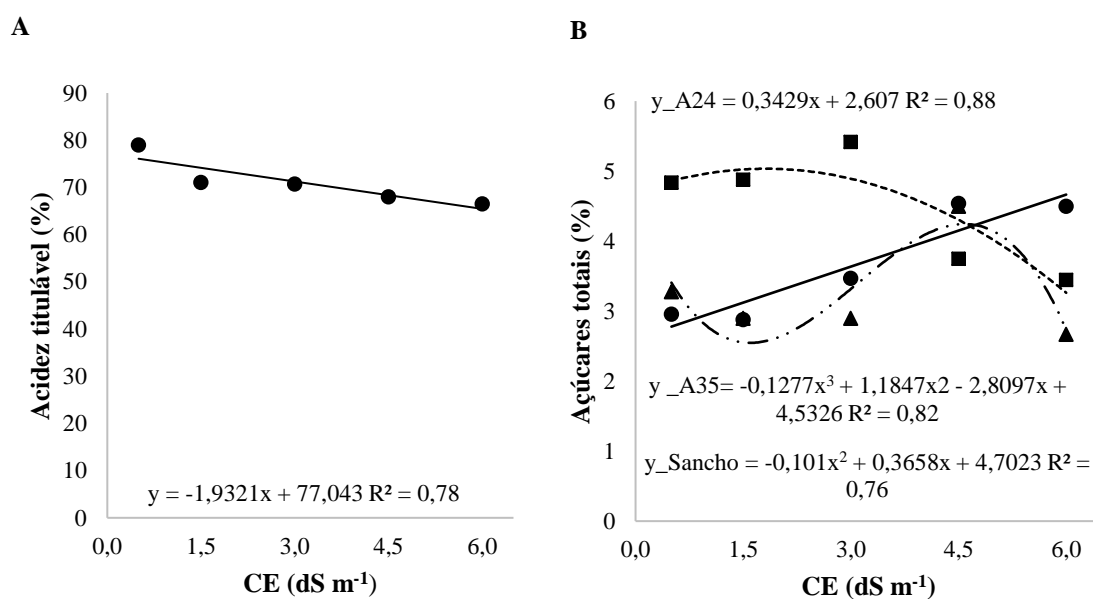 A
Acidez titulável (%)
90
80
70
60
50
40
30
20
10
0
y = -1,9321x + 77,043 R² = 0,78
0,0 1,5 3,0 4,5 6,0
CE (dS m⁻¹)
B
Açúcares totais (%)
6
5
4
3
2
1
0
y_A24 = 0,3429x + 2,607 R² = 0,88
y _A35= -0,1277x³ + 1,1847x2 - 2,8097x +
4,5326 R² = 0,82
y_Sancho = -0,101x² + 0,3658x + 4,7023 R² =
0,76
0,0 1,5 3,0 4,5 6,0
CE (dS m⁻¹)